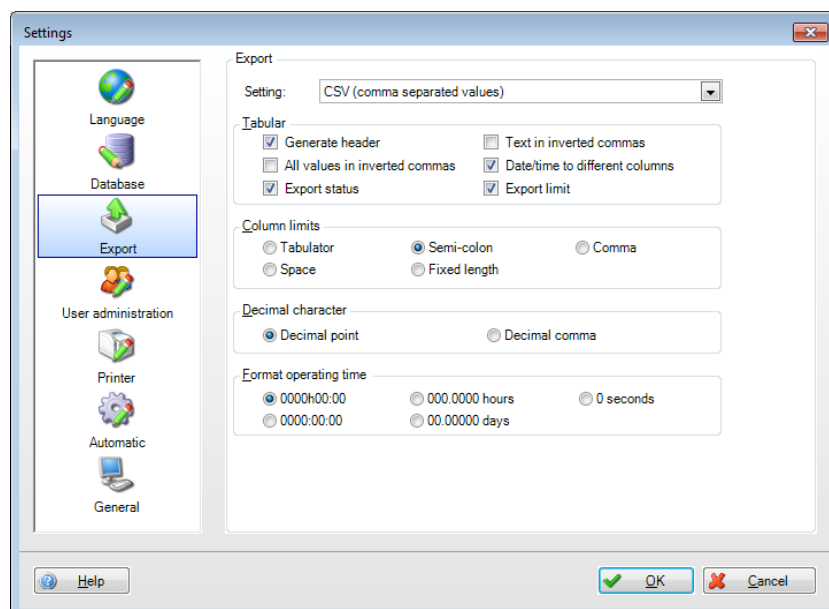 Settings
Language
Database
Export
User administration
Printer
Automatic
General
Export
Setting: CSV (comma separated values)
Tabular
Generate header Text in inverted commas
All values in inverted commas Date/time to different columns
Export status Export limit
Column limits
Tabulator Semi-colon Comma
Space Fixed length
Decimal character
Decimal point Decimal comma
Format operating time
0000h00:00 000.0000 hours 0 seconds
0000:00:00 00.00000 days
Help OK Cancel